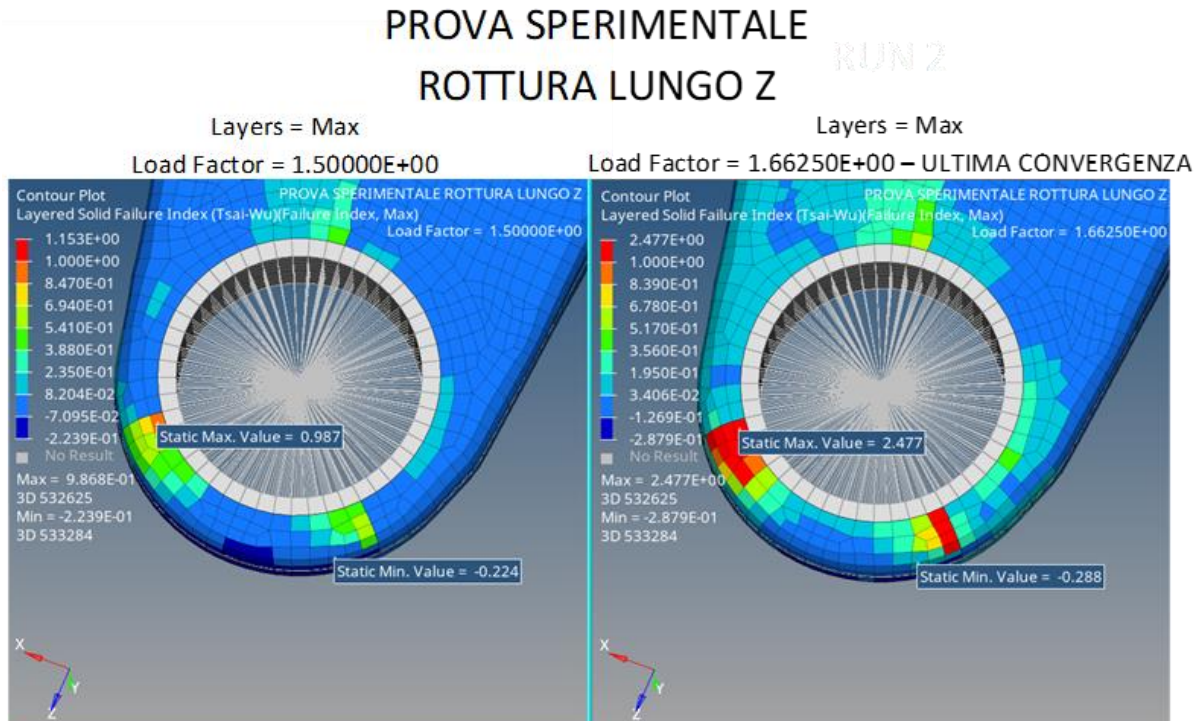 PROVA SPERIMENTALE
RUN 2
ROTTURA LUNGO Z
Layers = Max
Load Factor = 1.50000E+00
Contour Plot
PROVA SPERIMENTALE ROTTURA LUNGO Z
Layered Solid Failure Index (Tsai-Wu)(Failure Index, Max)
Load Factor = 1.50000E+00
1.153E+00
1.000E+00
8.470E-01
6.940E-01
5.410E-01
3.880E-01
2.350E-01
8.204E-02
-7.095E-02
-2.239E-01
No Result
Max = 9.868E-01
3D 532625
Min = -2.239E-01
3D 533284
Static Max. Value = 0.987
Static Min. Value = -0.224
X
Y
Z
Layers = Max
Load Factor = 1.66250E+00 – ULTIMA CONVERGENZA
Contour Plot
PROVA SPERIMENTALE ROTTURA LUNGO Z
Layered Solid Failure Index (Tsai-Wu)(Failure Index, Max)
Load Factor = 1.66250E+00
2.477E+00
1.000E+00
8.390E-01
6.780E-01
5.170E-01
3.560E-01
1.950E-01
3.406E-02
-1.269E-01
-2.879E-01
No Result
Max = 2.477E+00
3D 532625
Min = -2.879E-01
3D 533284
Static Max. Value = 2.477
Static Min. Value = -0.288
X
Y
Z